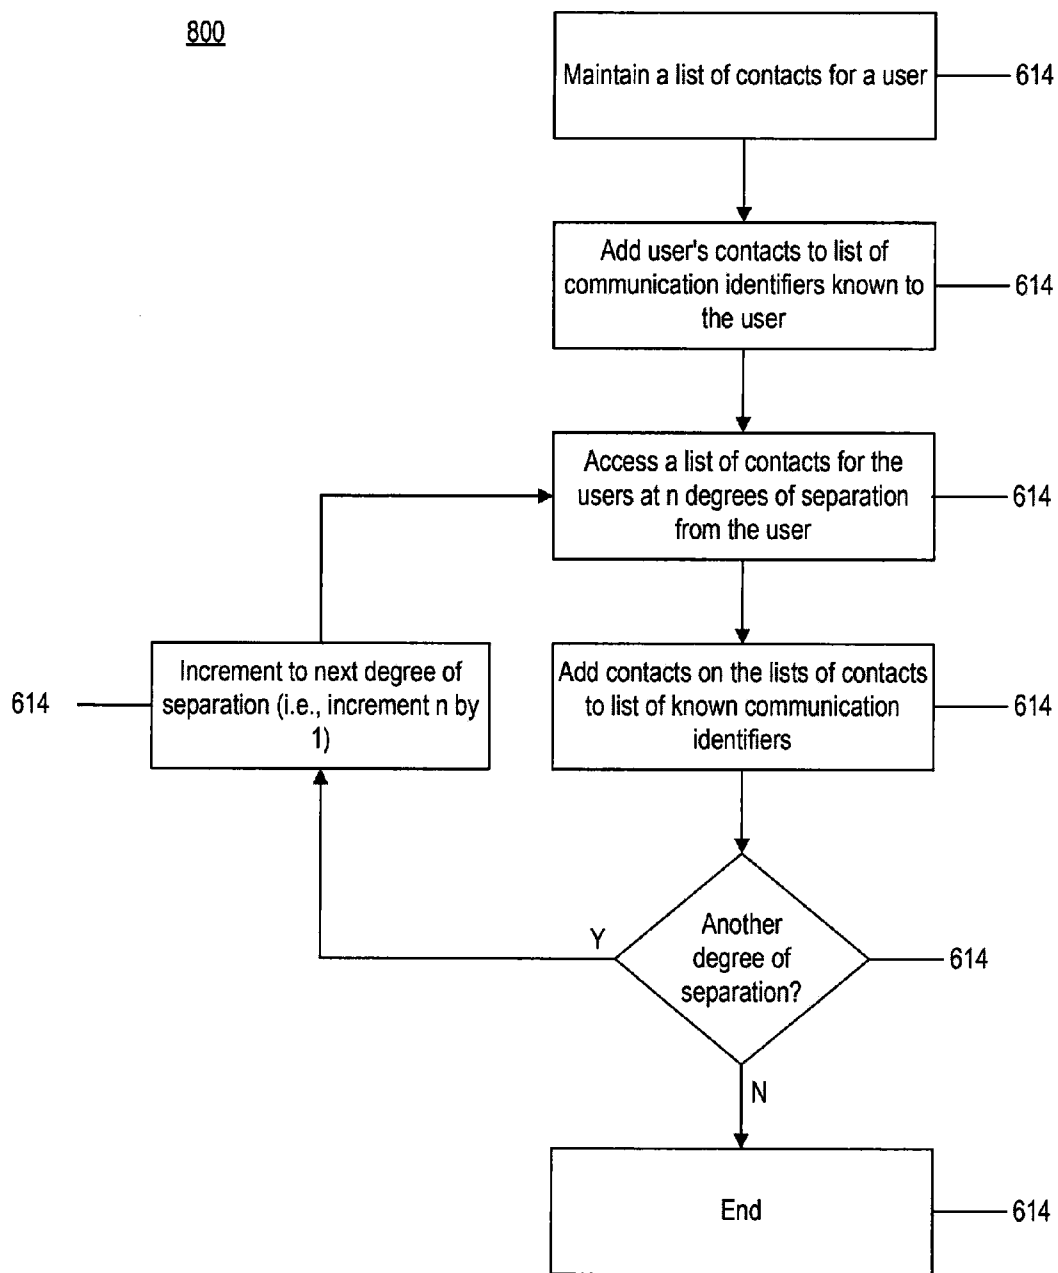 800
Maintain a list of contacts for a user
614
Add user's contacts to list of
communication identifiers known to
the user
614
Access a list of contacts for the
users at n degrees of separation
from the user
614
Increment to next degree of
separation (i.e., increment n by
1)
614
Add contacts on the lists of contacts
to list of known communication
identifiers
614
Another
degree of
separation?
614
Y
N
End
614